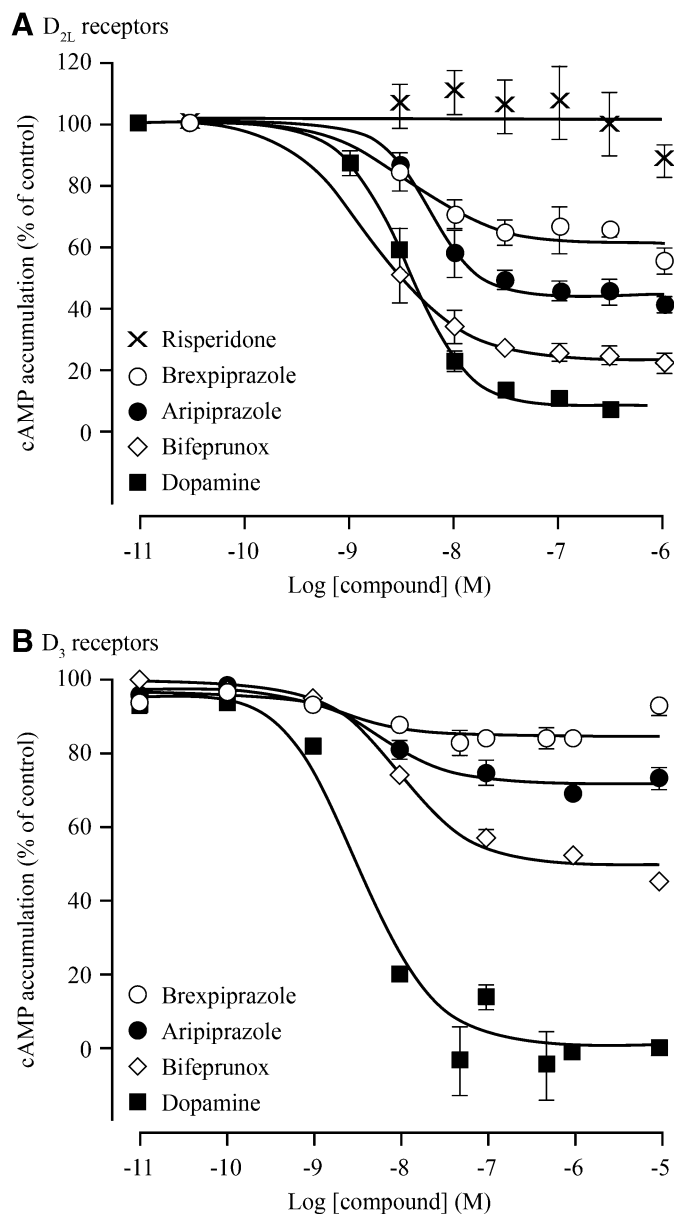 A D2L receptors
120
100
80
60
40
20
0
cAMP accumulation (% of control)
Risperidone
Brexpiprazole
Aripiprazole
Bifeprunox
Dopamine
-11 -10 -9 -8 -7 -6
Log [compound] (M)
B D3 receptors
100
80
60
40
20
0
cAMP accumulation (% of control)
Brexpiprazole
Aripiprazole
Bifeprunox
Dopamine
-11 -10 -9 -8 -7 -6 -5
Log [compound] (M)